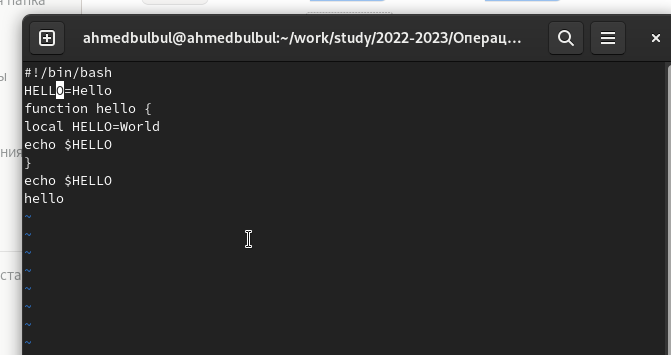 папка
ahmedbulbul@ahmedbulbul:~/work/study/2022-2023/Операц...
#!/bin/bash
HELLO=Hello
function hello {
local HELLO=World
echo $HELLO
}
echo $HELLO
hello
~
~
~
~
~
~
~
~